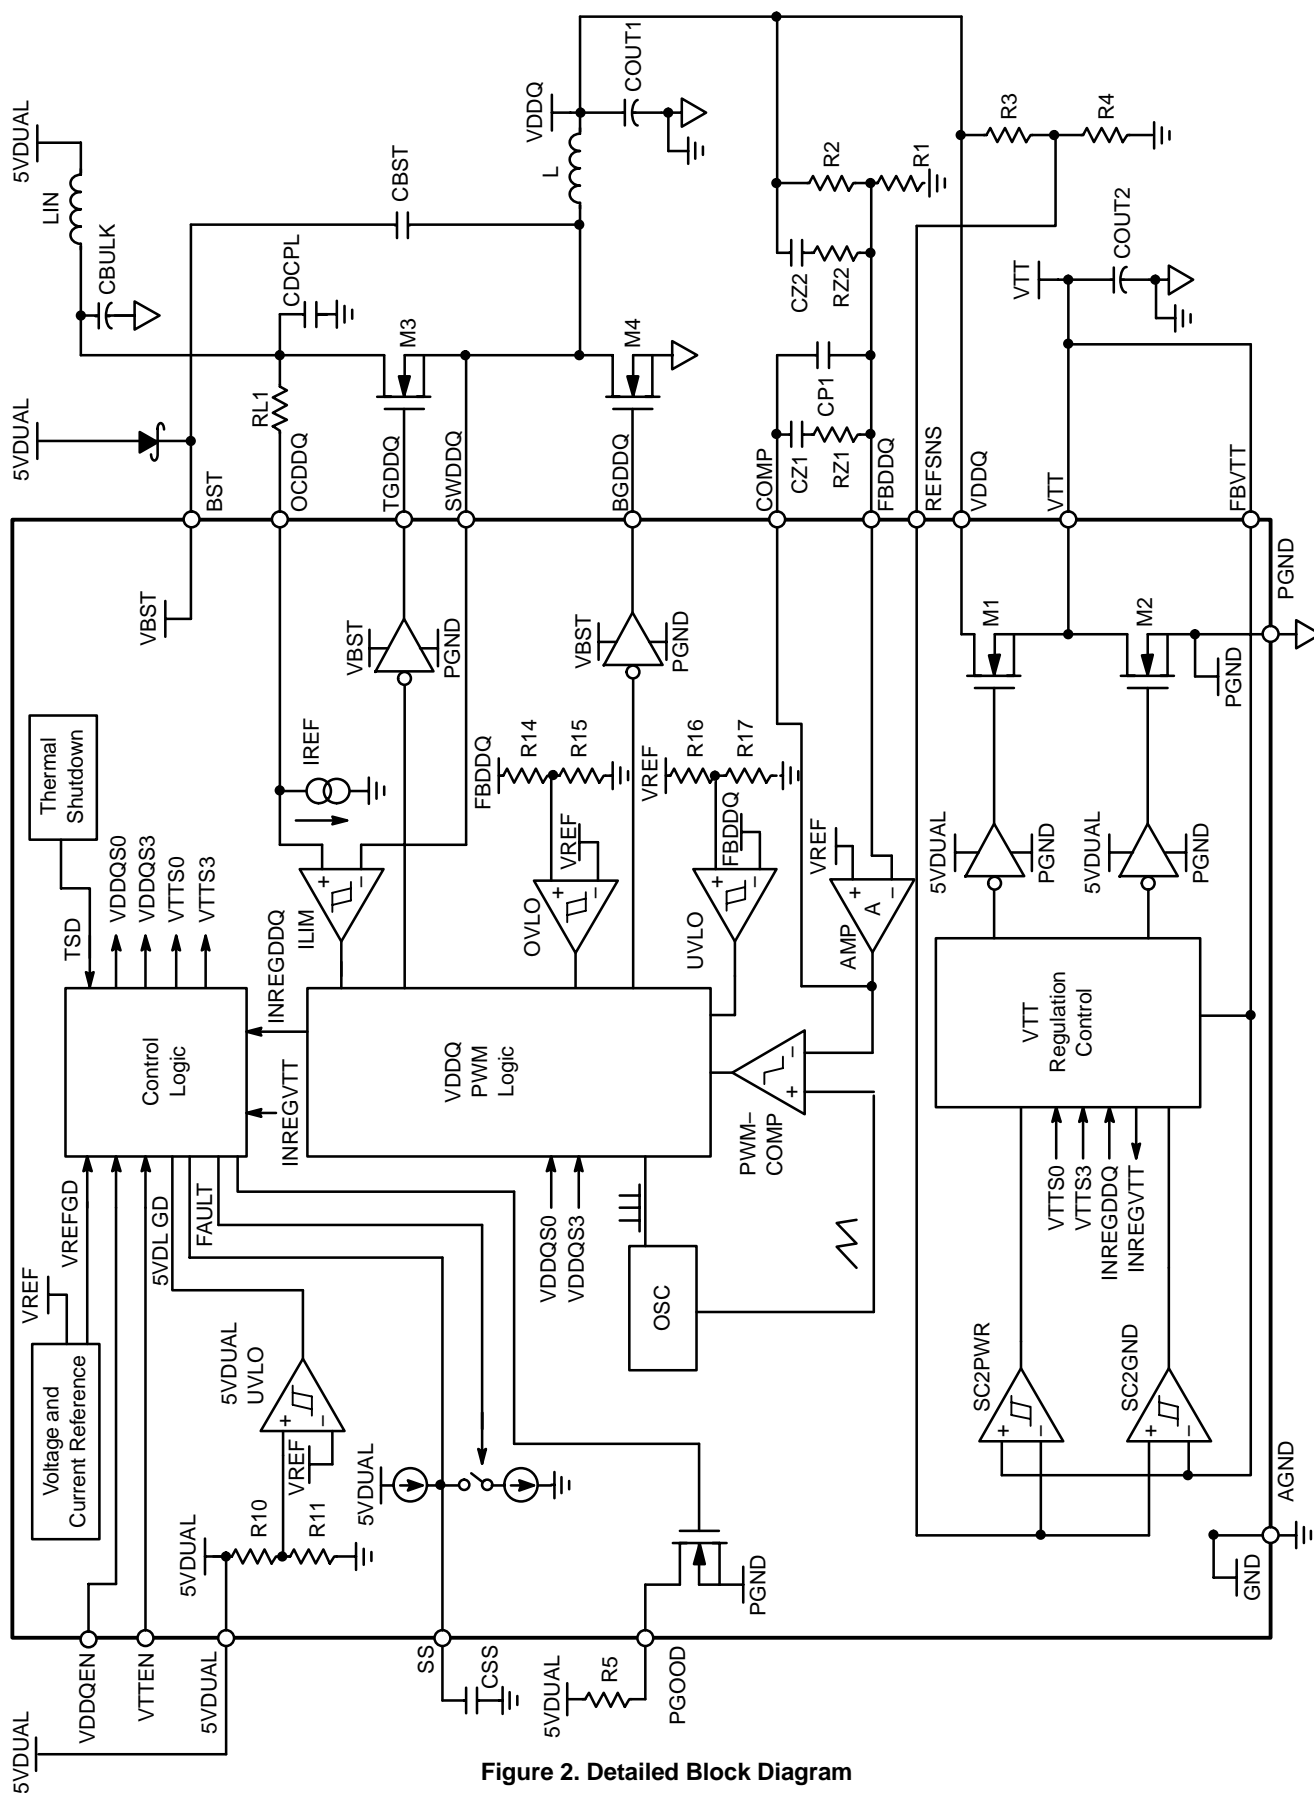 5VDUAL
LIN
CBULK
5VDUAL
CDCPL
RL1
CBST
VDDQ
L
COUT1
M3
M4
R2
R1
CZ2
RZ2
CP1
CZ1
RZ1
R3
R4
VTT
COUT2
BST
OCDDQ
TGDDQ
SWDDQ
BGDDQ
COMP
FBDDQ
REFSNS
VDDQ
VTT
FBVTT
PGND
VBST
Thermal
Shutdown
TSD
VDDQS0
VDDQS3
VTTS0
VTTS3
IREF
VBST
PGND
VBST
PGND
INREGDDQ
ILIM
+
−
FBDDQ
R14
R15
VREF
OVLO
+
−
VREF
R16
R17
FBDDQ
UVLO
+
−
VREF
AMP
A
+
−
M1
M2
PGND
5VDUAL
PGND
5VDUAL
PGND
Control
Logic
INREGVTT
VDDQ
PWM
Logic
PWM−
COMP
+
−
VTT
Regulation
Control
VREF
VREFGD
5VDL GD
FAULT
Voltage and
Current Reference
5VDUAL
UVLO
+
−
VREF
VDDQS0
VDDQS3
OSC
VTTS0
VTTS3
INREGDDQ
INREGVTT
SC2PWR
+
−
SC2GND
+
−
5VDUAL
R10
R11
5VDUAL
PGND
GND
AGND
VDDQEN
VTTEN
5VDUAL
5VDUAL
SS
CSS
5VDUAL
R5
PGOOD
Figure 2. Detailed Block Diagram